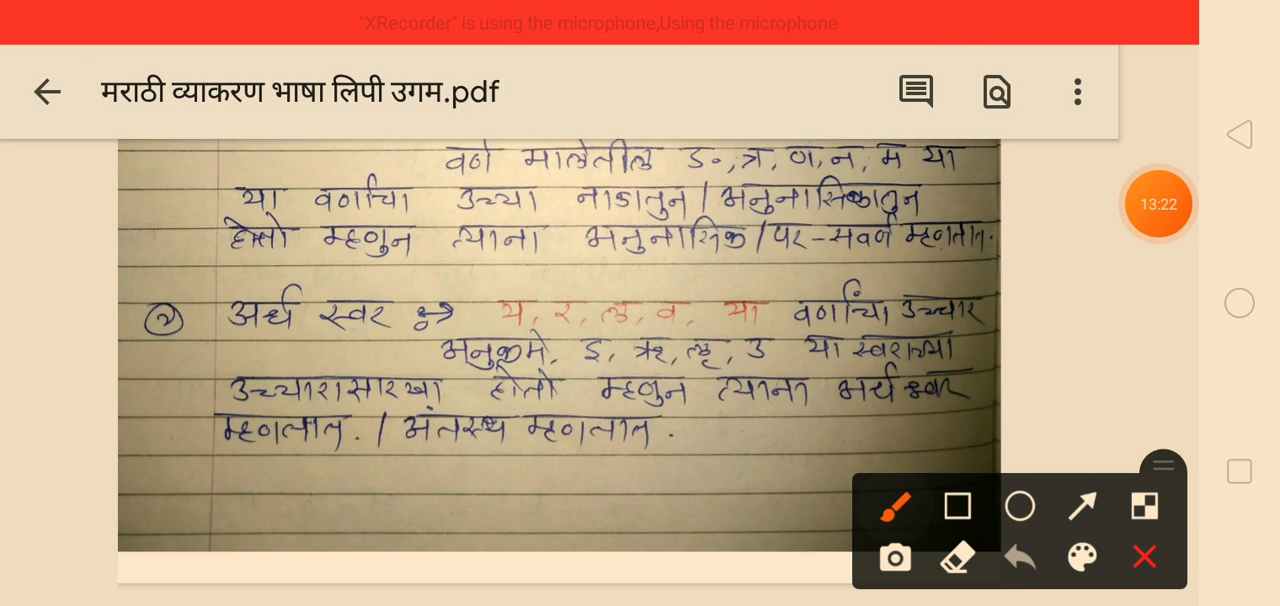 "XRecorder" is using the microphone,Using the microphone
मराठी व्याकरण भाषा लिपी उगम.pdf
13:22
वर्ण मालेतील ड॰, त्र, ण, न, म या
या वर्णाचा उच्चा नाकातुन / अनुनासिकातुन
होतो म्हणुन त्याना अनुनासिक / पर-सवर्ण म्हणतात.
२ अर्ध स्वर य, र, ल, व, या वर्णाचा उच्चार
अनुक्रमे, इ, ऋ, लृ, उ या स्वराच्या
उच्चारासारखा होतो म्हणुन त्याना अर्ध स्वर
म्हणतात. / अंतस्थ म्हणतात.